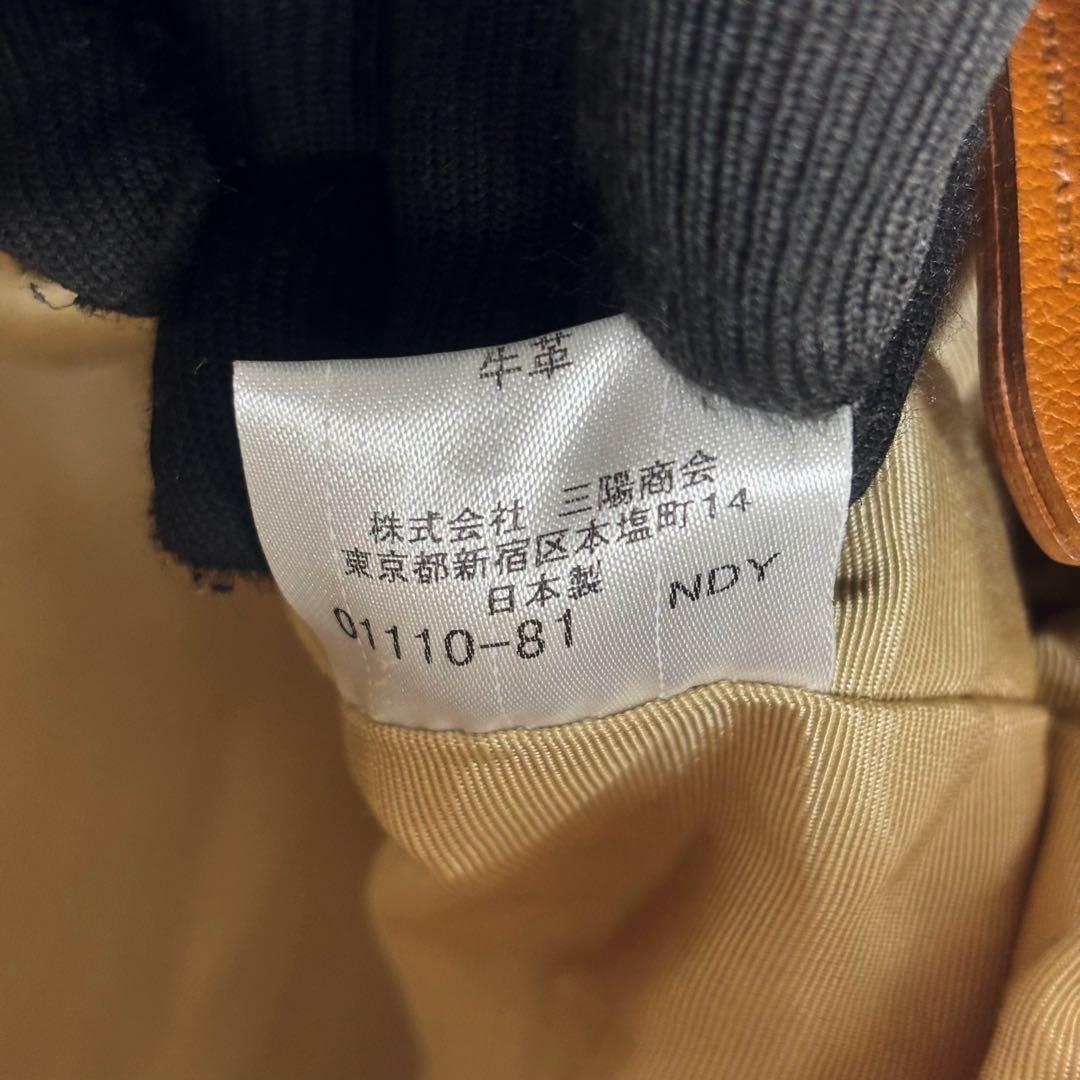 牛革
株式会社 三陽商会
東京都新宿区本塩町14
日本製
01110-81 NDY